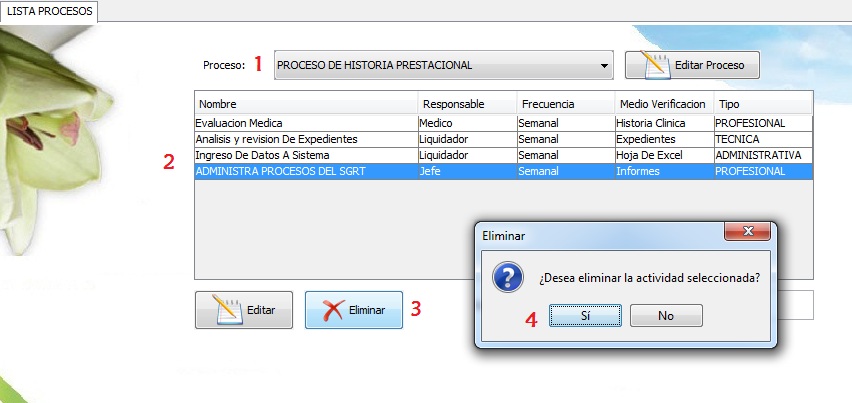 LISTA PROCESOS
Proceso: 1 PROCESO DE HISTORIA PRESTACIONAL Editar Proceso
Nombre Responsable Frecuencia Medio Verificacion Tipo
Evaluacion Medica Medico Semanal Historia Clinica PROFESIONAL
Analisis y revision De Expedientes Liquidador Semanal Expedientes TECNICA
Ingreso De Datos A Sistema Liquidador Semanal Hoja De Excel ADMINISTRATIVA
2 ADMINISTRA PROCESOS DEL SGRT Jefe Semanal Informes PROFESIONAL
Eliminar
¿Desea eliminar la actividad seleccionada?
Editar Eliminar 3
4 Sí No